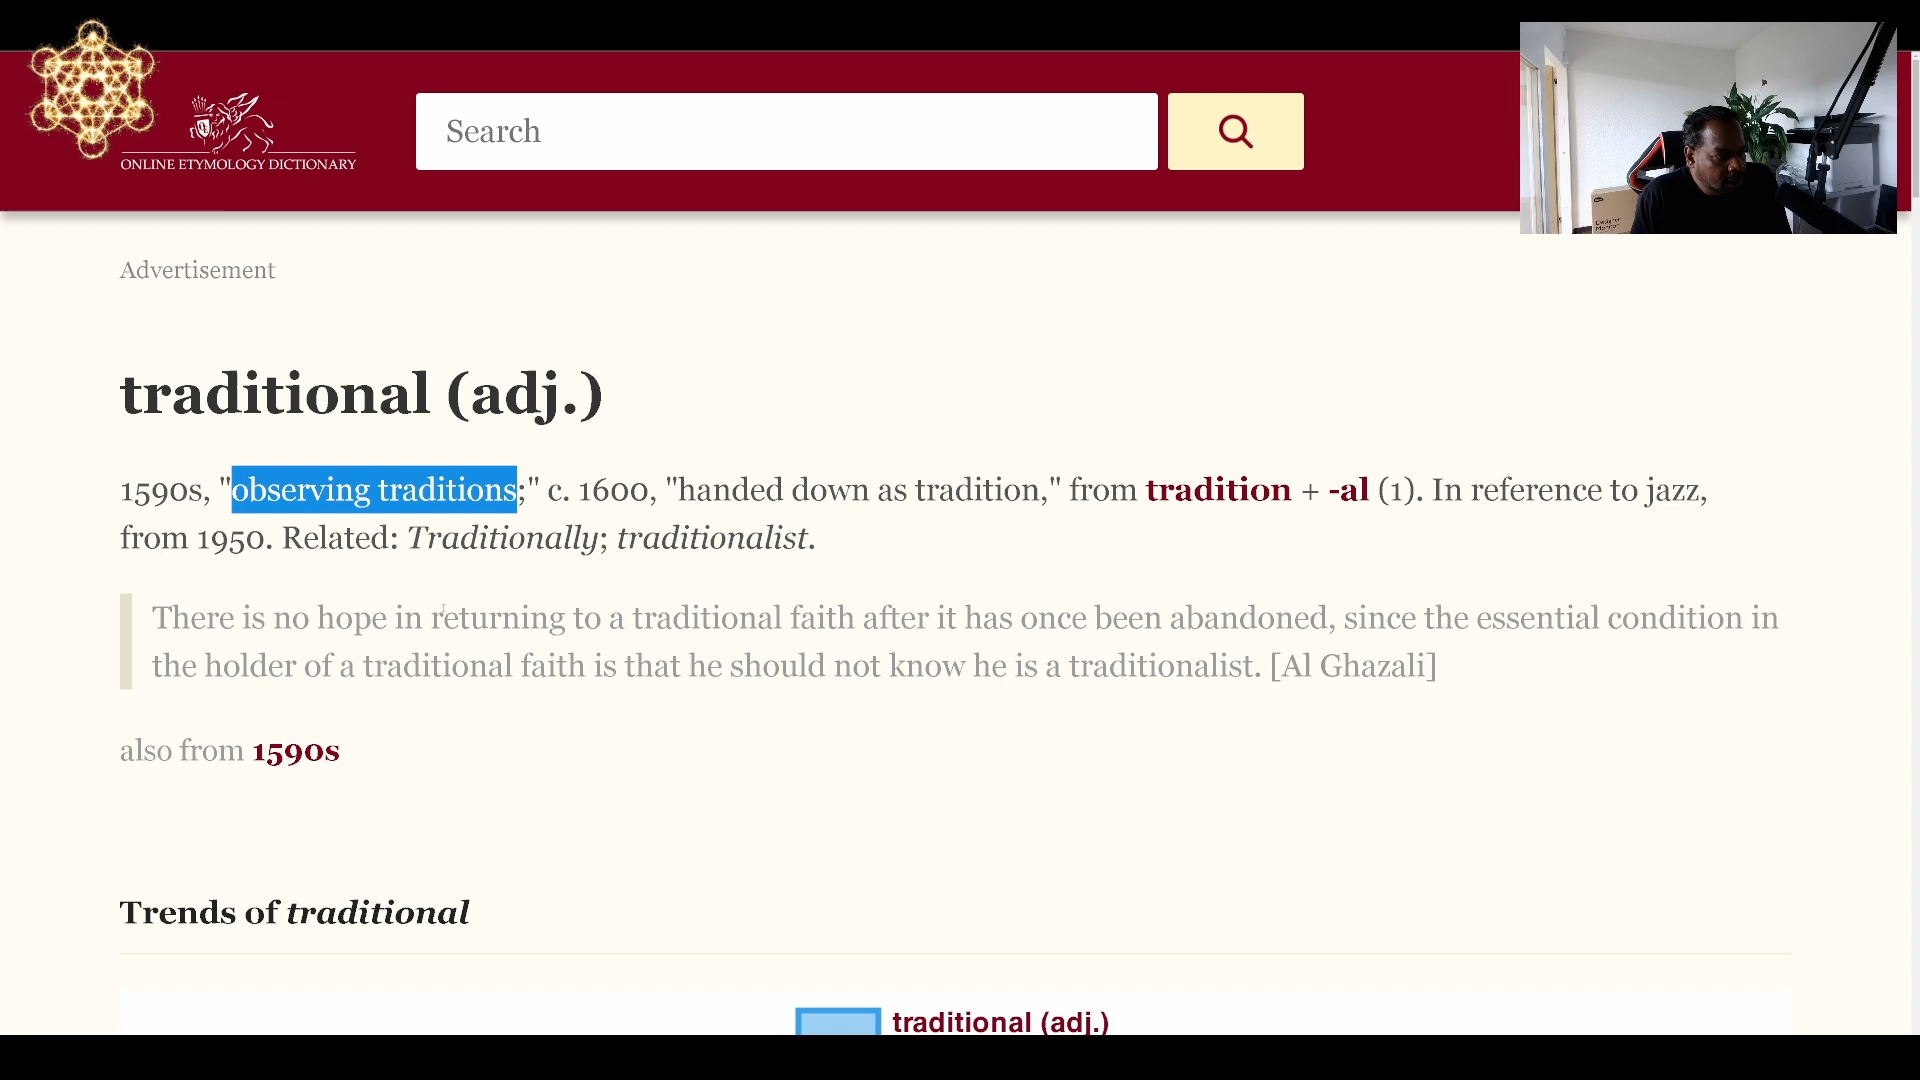 ONLINE ETYMOLOGY DICTIONARY
Search
Advertisement
traditional (adj.)
1590s, "observing traditions;" c. 1600, "handed down as tradition," from tradition + -al (1). In reference to jazz,
from 1950. Related: Traditionally; traditionalist.
There is no hope in returning to a traditional faith after it has once been abandoned, since the essential condition in
the holder of a traditional faith is that he should not know he is a traditionalist. [Al Ghazali]
also from 1590s
Trends of traditional
traditional (adj.)